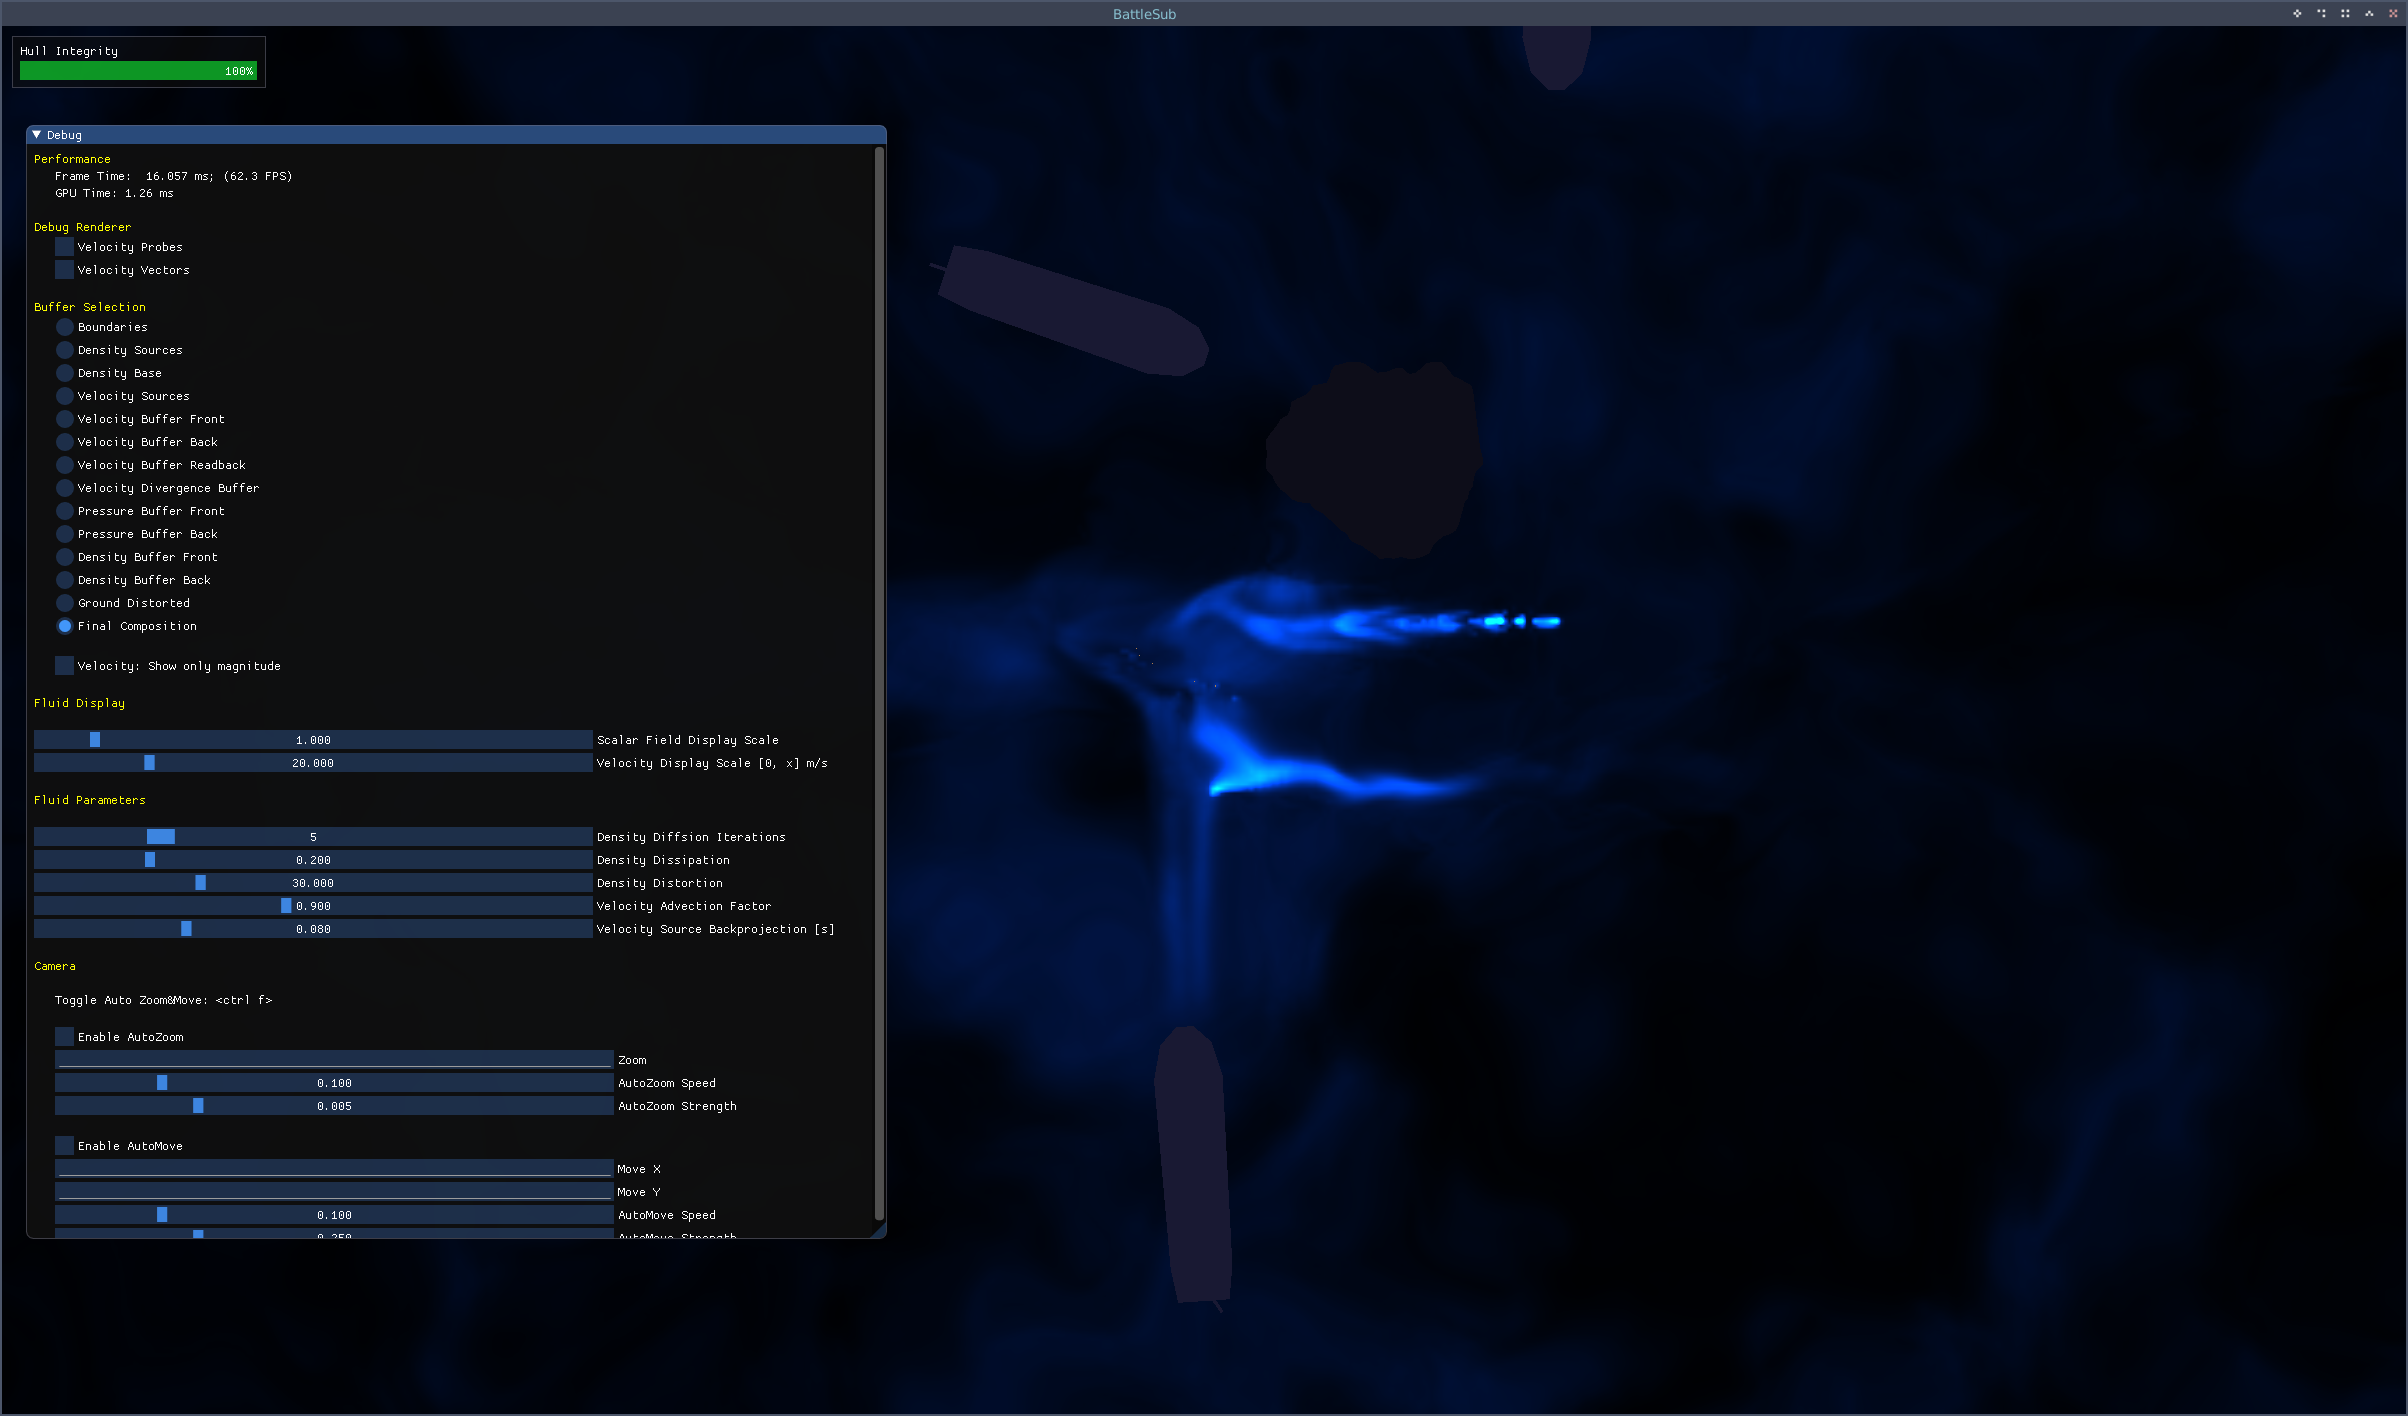 BattleSub
Hull Integrity
100%
Debug
Performance
Frame Time:  16.057 ms; (62.3 FPS)
GPU Time: 1.26 ms
Debug Renderer
Velocity Probes
Velocity Vectors
Buffer Selection
Boundaries
Density Sources
Density Base
Velocity Sources
Velocity Buffer Front
Velocity Buffer Back
Velocity Buffer Readback
Velocity Divergence Buffer
Pressure Buffer Front
Pressure Buffer Back
Density Buffer Front
Density Buffer Back
Ground Distorted
Final Composition
Velocity: Show only magnitude
Fluid Display
1.000 Scalar Field Display Scale
20.000 Velocity Display Scale [0, x] m/s
Fluid Parameters
5 Density Diffsion Iterations
0.200 Density Dissipation
30.000 Density Distortion
0.900 Velocity Advection Factor
0.080 Velocity Source Backprojection [s]
Camera
Toggle Auto Zoom&Move: <ctrl f>
Enable AutoZoom
Zoom
0.100 AutoZoom Speed
0.005 AutoZoom Strength
Enable AutoMove
Move X
Move Y
0.100 AutoMove Speed
0.250 AutoMove Strength